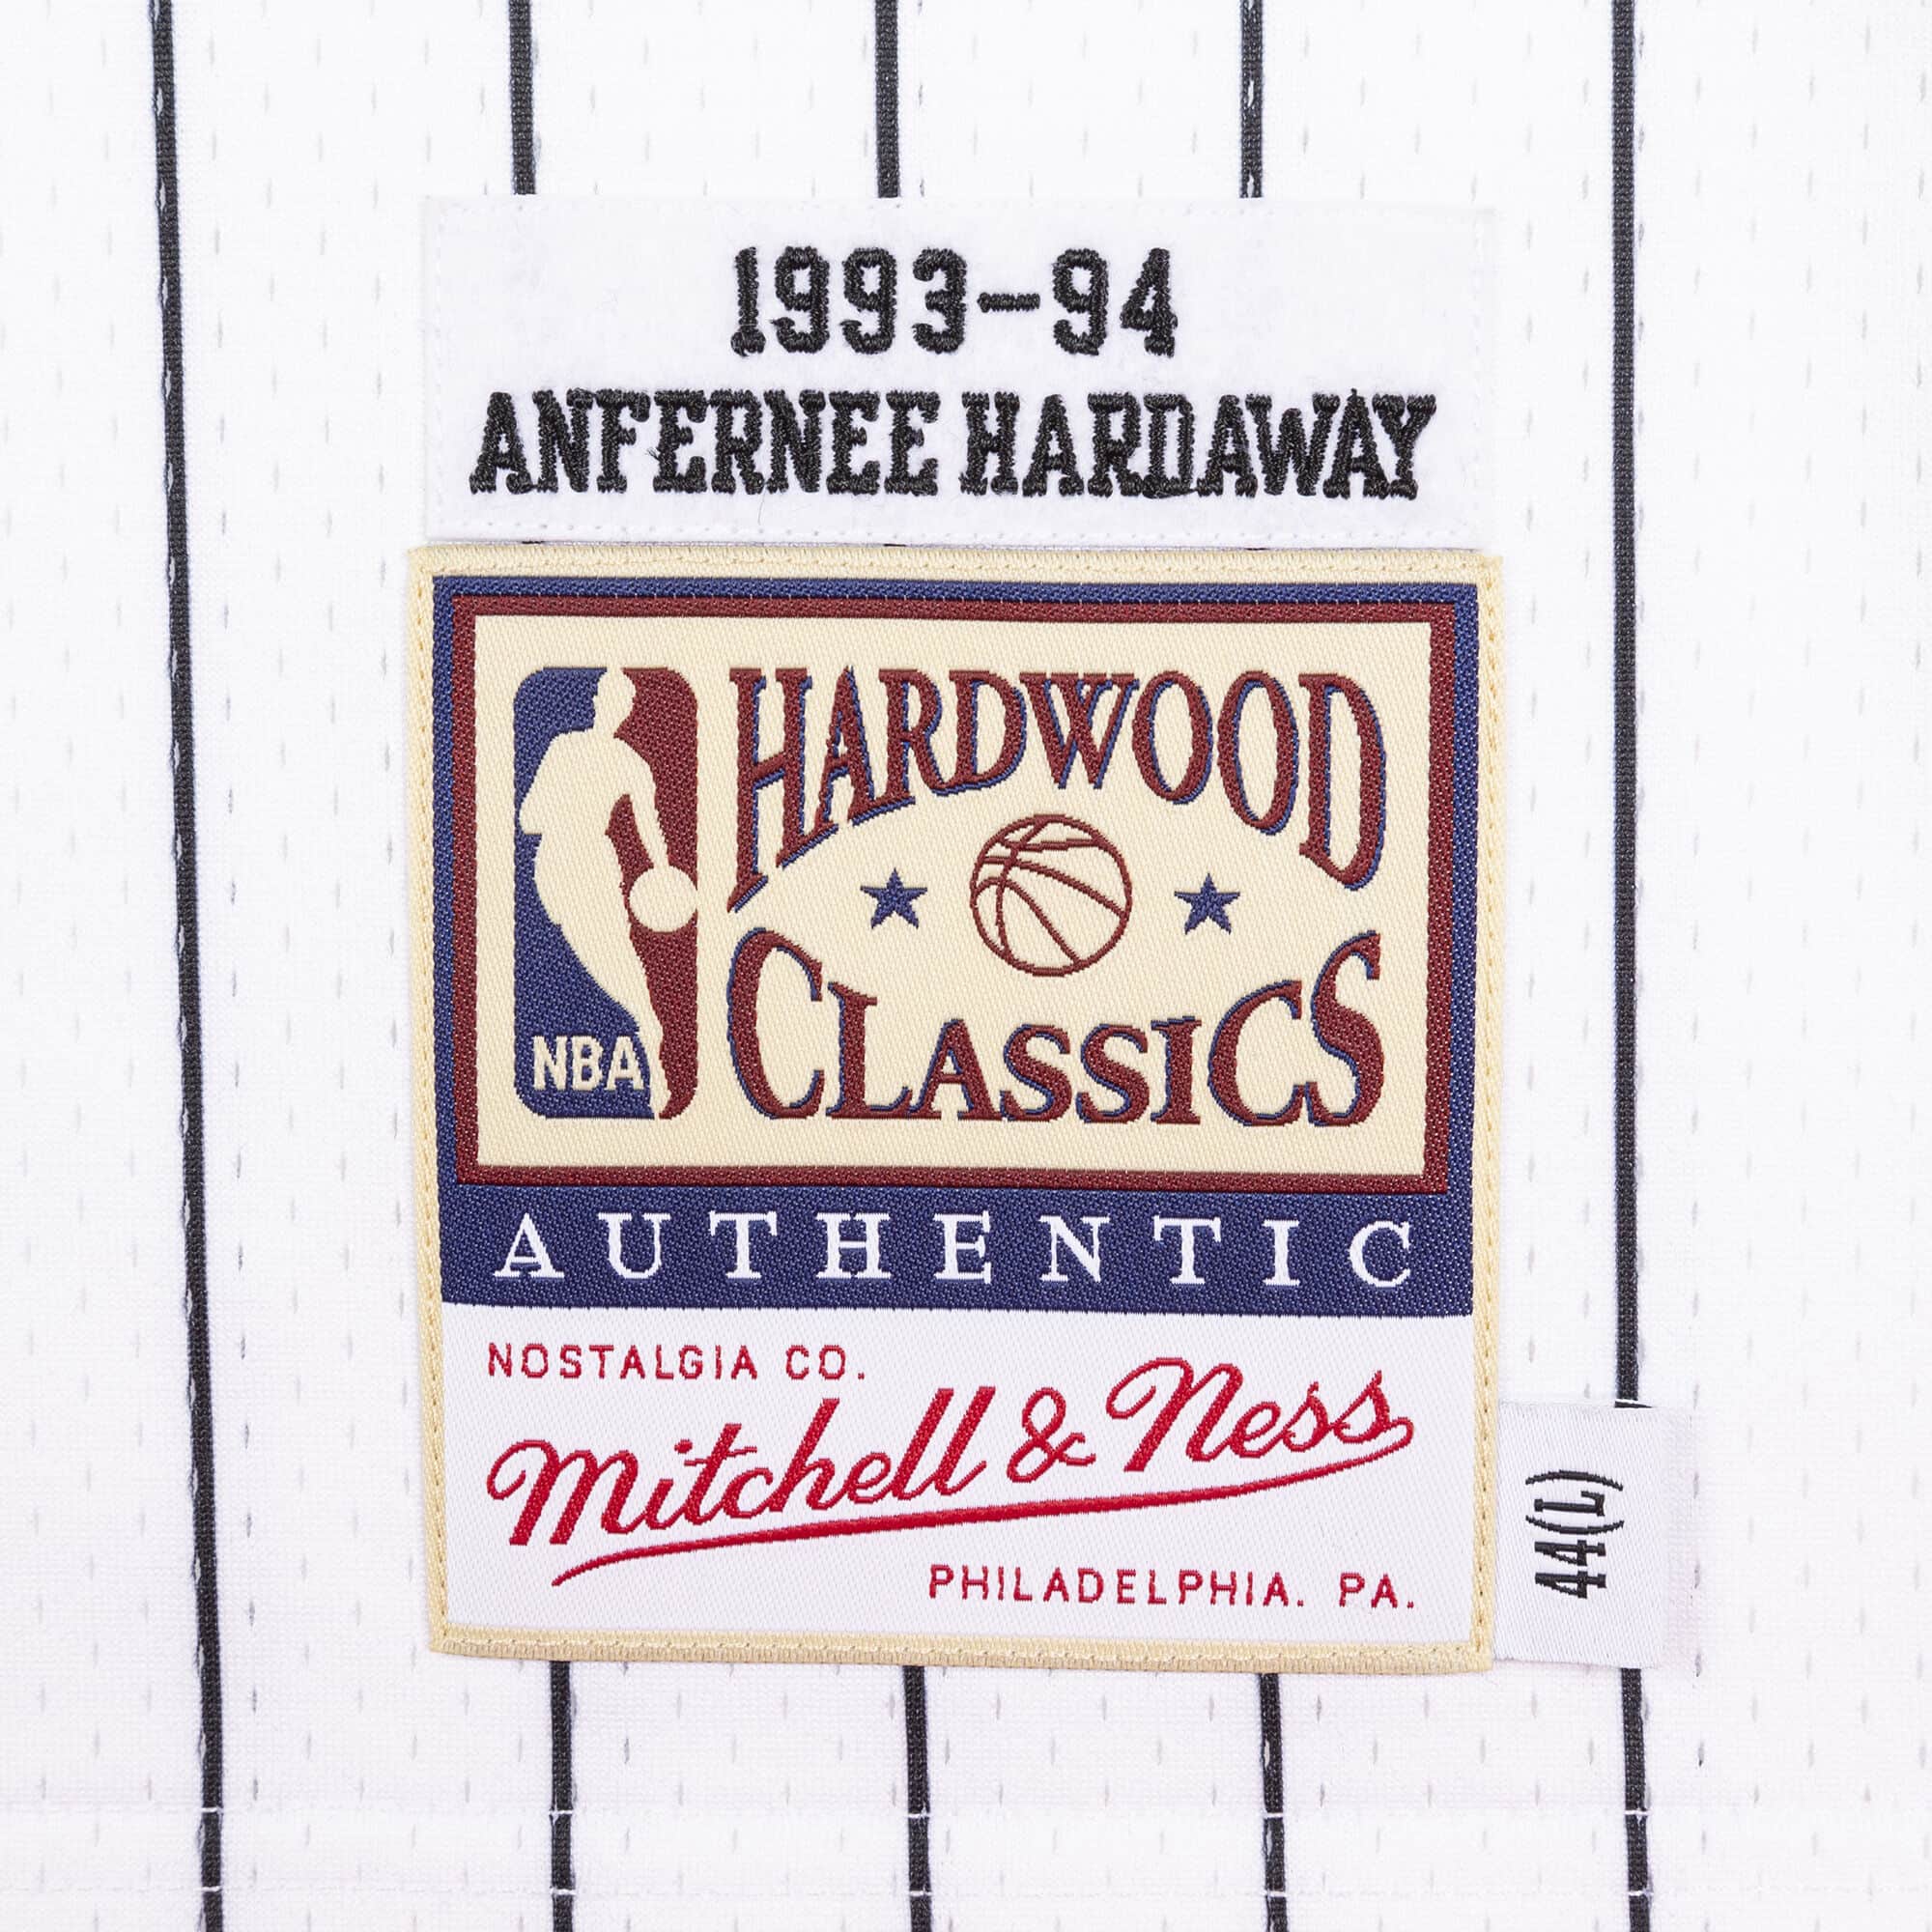 1993-94
ANFERNEE HARDAWAY
HARDWOOD
CLASSICS
NBA
AUTHENTIC
NOSTALGIA CO.
Mitchell & Ness
PHILADELPHIA. PA.
44(L)